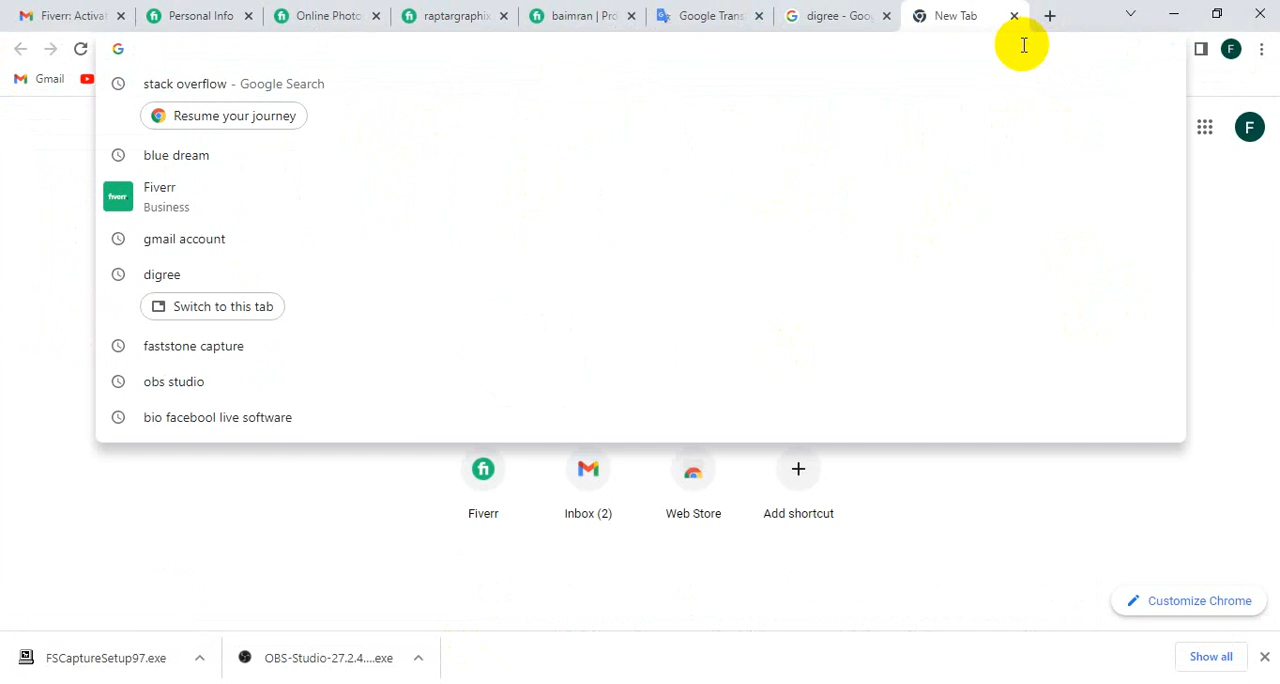 Fiverr: Activat
Personal Info
Online Photo
raptargraphix
baimran | Pro
Google Trans
digree - Goo
New Tab
Gmail
stack overflow - Google Search
Resume your journey
blue dream
fiverr.
Fiverr
Business
gmail account
digree
Switch to this tab
faststone capture
obs studio
bio facebool live software
F
F
fi
Fiverr
Inbox (2)
Web Store
Add shortcut
Customize Chrome
FSCaptureSetup97.exe
OBS-Studio-27.2.4....exe
Show all